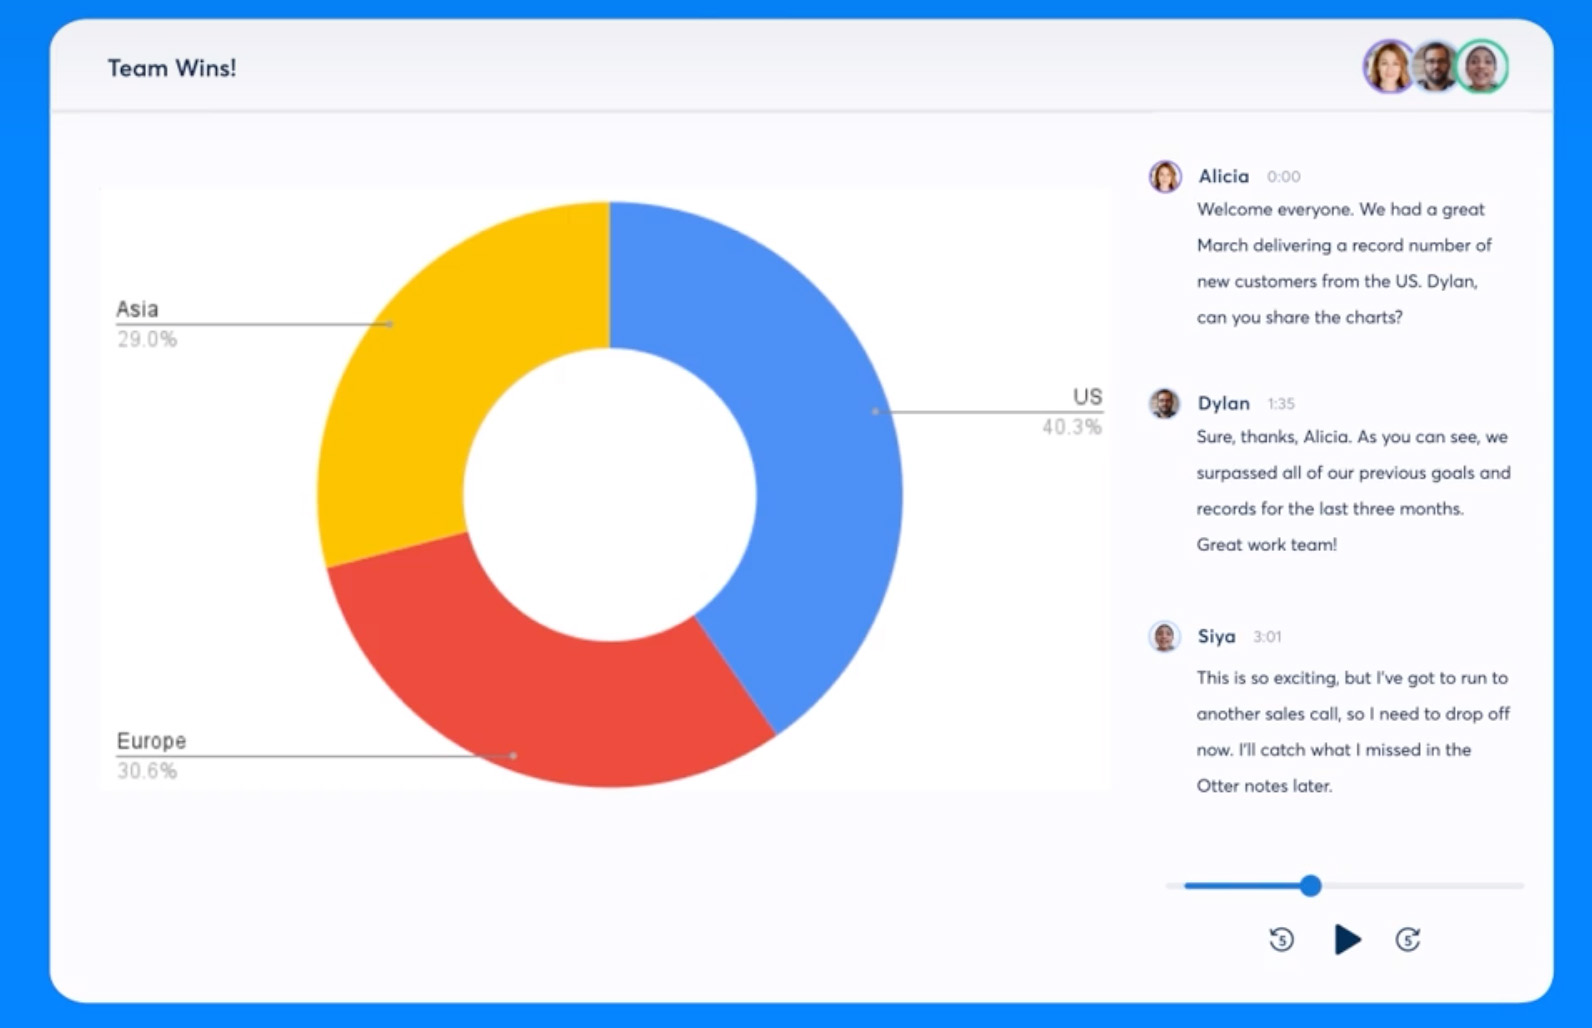 Team Wins!
Asia
29.0%
US
40.3%
Europe
30.6%
Alicia 0:00
Welcome everyone. We had a great
March delivering a record number of
new customers from the US. Dylan,
can you share the charts?
Dylan 1:35
Sure, thanks, Alicia. As you can see, we
surpassed all of our previous goals and
records for the last three months.
Great work team!
Siya 3:01
This is so exciting, but I've got to run to
another sales call, so I need to drop off
now. I'll catch what I missed in the
Otter notes later.
5 5